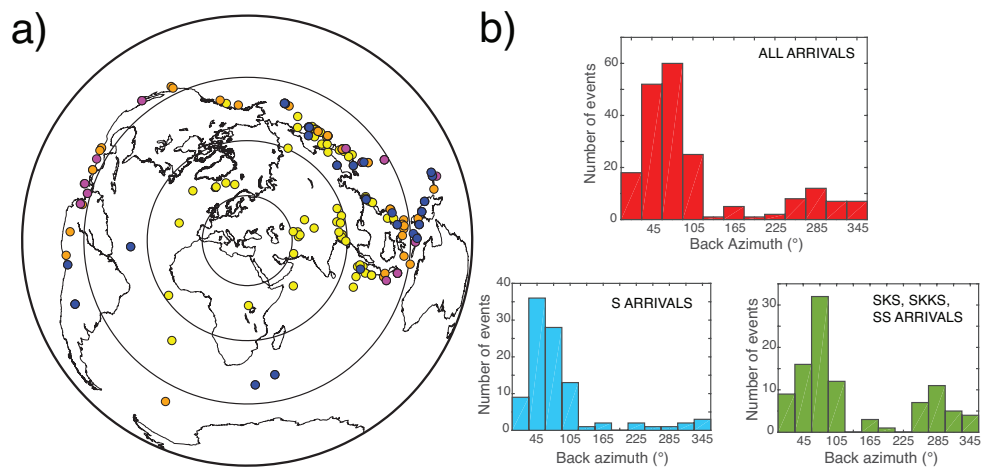 a)
b)
ALL ARRIVALS
Number of events
60
40
20
0
45 105 165 225 285 345
Back Azimuth (°)
S ARRIVALS
Number of events
40
30
20
10
0
45 105 165 225 285 345
Back azimuth (°)
SKS, SKKS,
SS ARRIVALS
Number of events
30
20
10
0
45 105 165 225 285 345
Back azimuth (°)